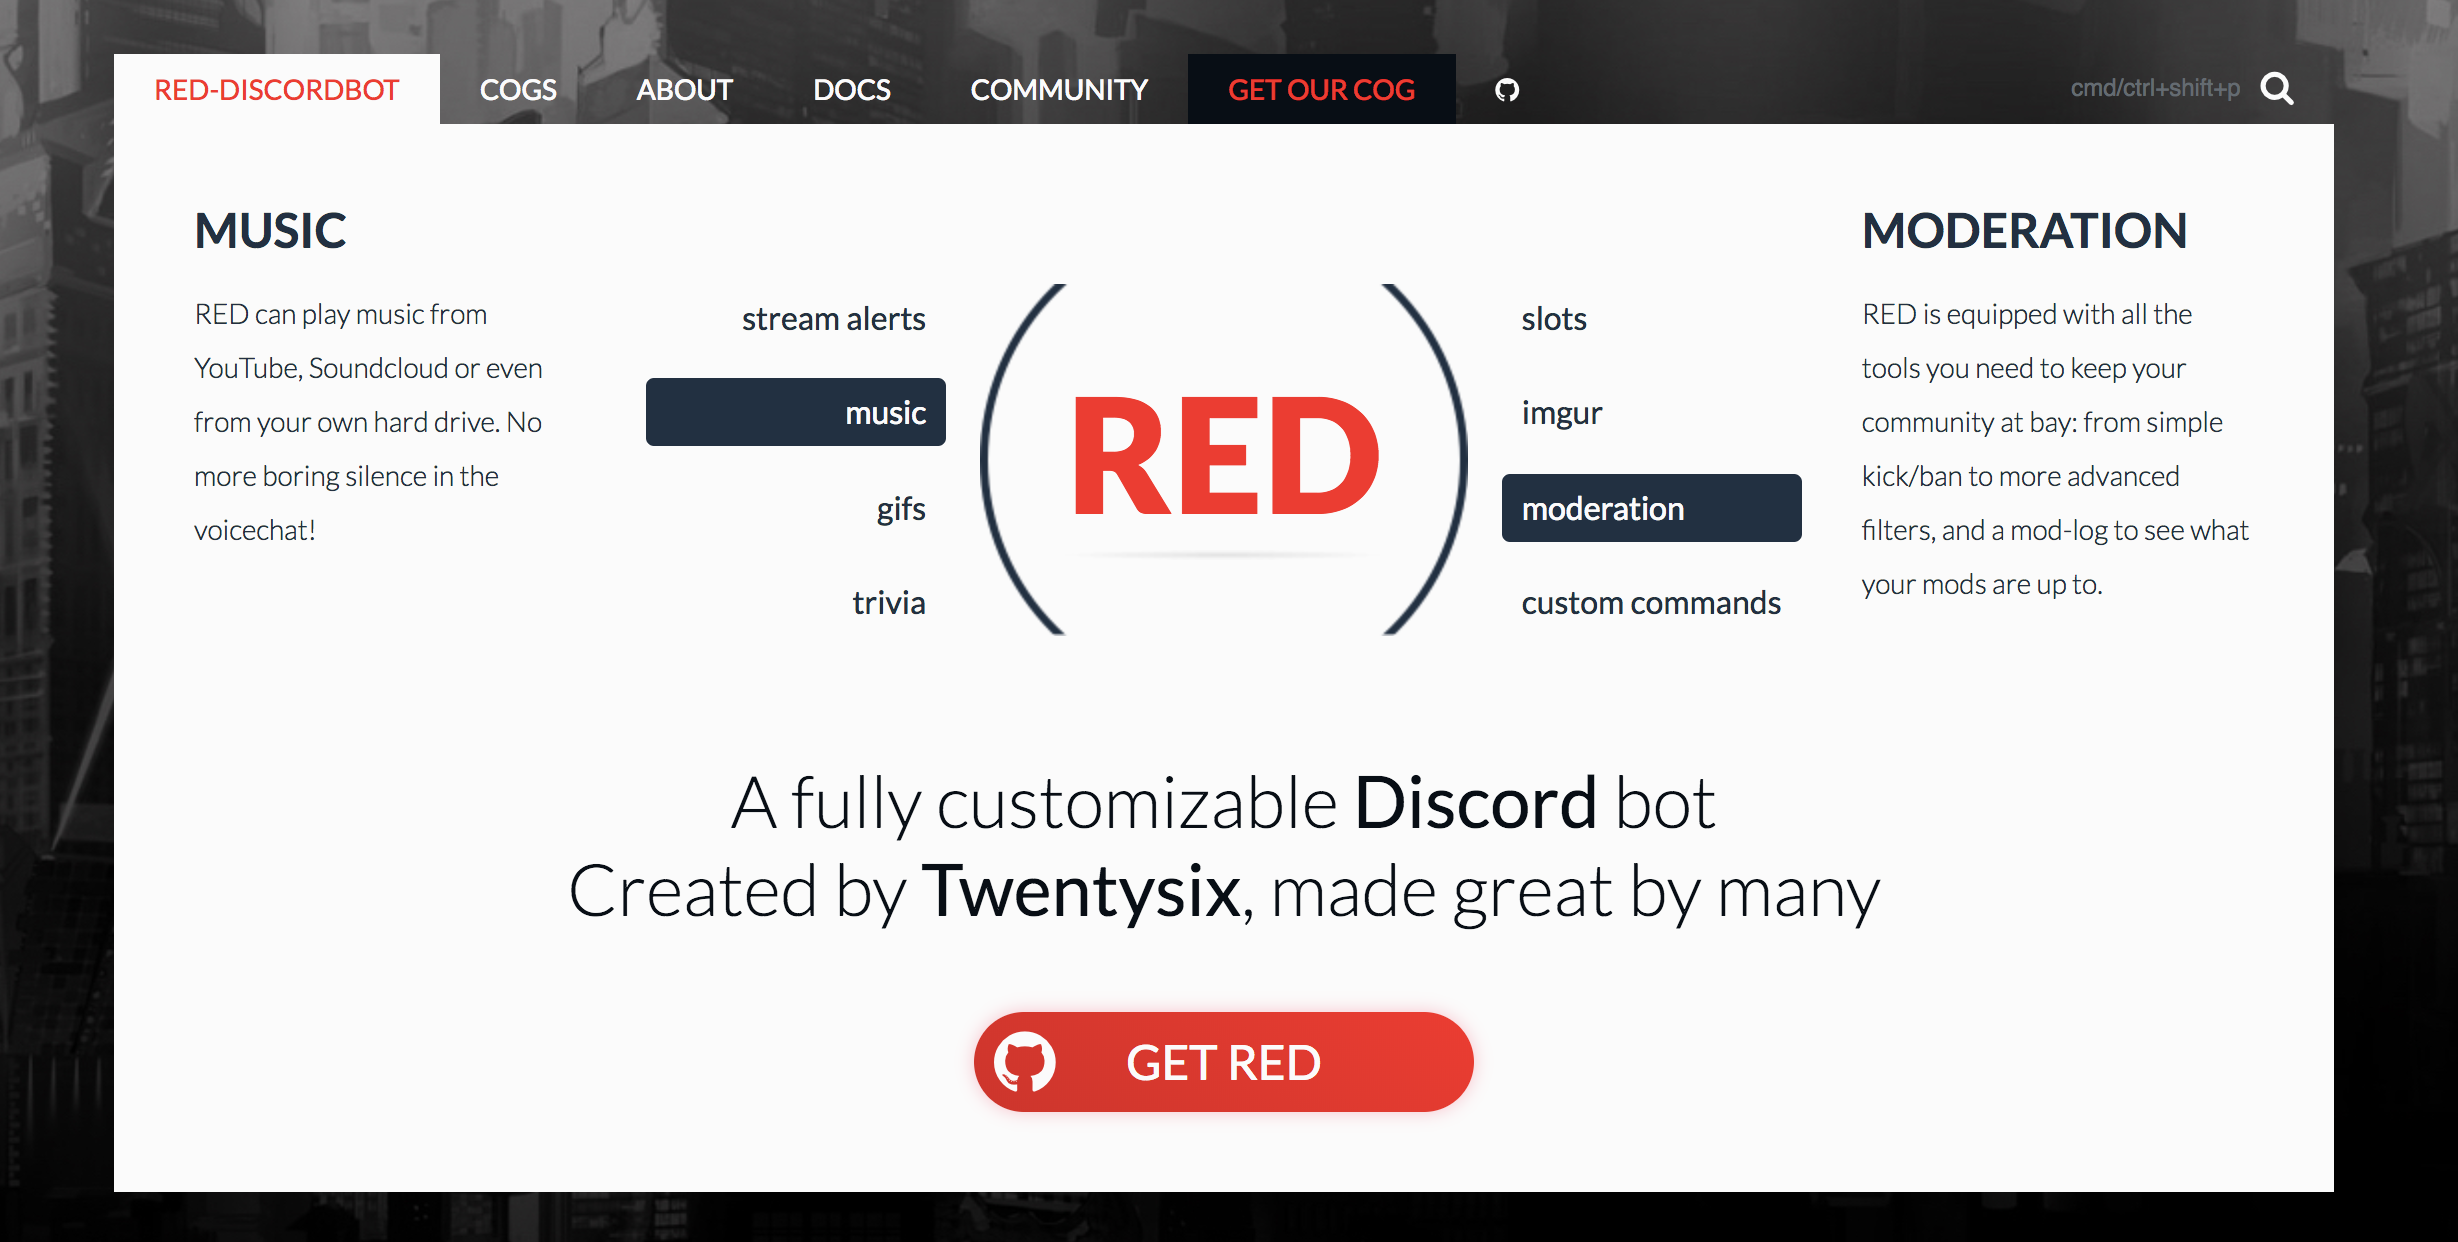 RED-DISCORDBOT
COGS
ABOUT
DOCS
COMMUNITY
GET OUR COG
cmd/ctrl+shift+p
MUSIC
RED can play music from
YouTube, Soundcloud or even
from your own hard drive. No
more boring silence in the
voicechat!
stream alerts
music
gifs
trivia
RED
slots
imgur
moderation
custom commands
MODERATION
RED is equipped with all the
tools you need to keep your
community at bay: from simple
kick/ban to more advanced
filters, and a mod-log to see what
your mods are up to.
A fully customizable Discord bot
Created by Twentysix, made great by many
GET RED